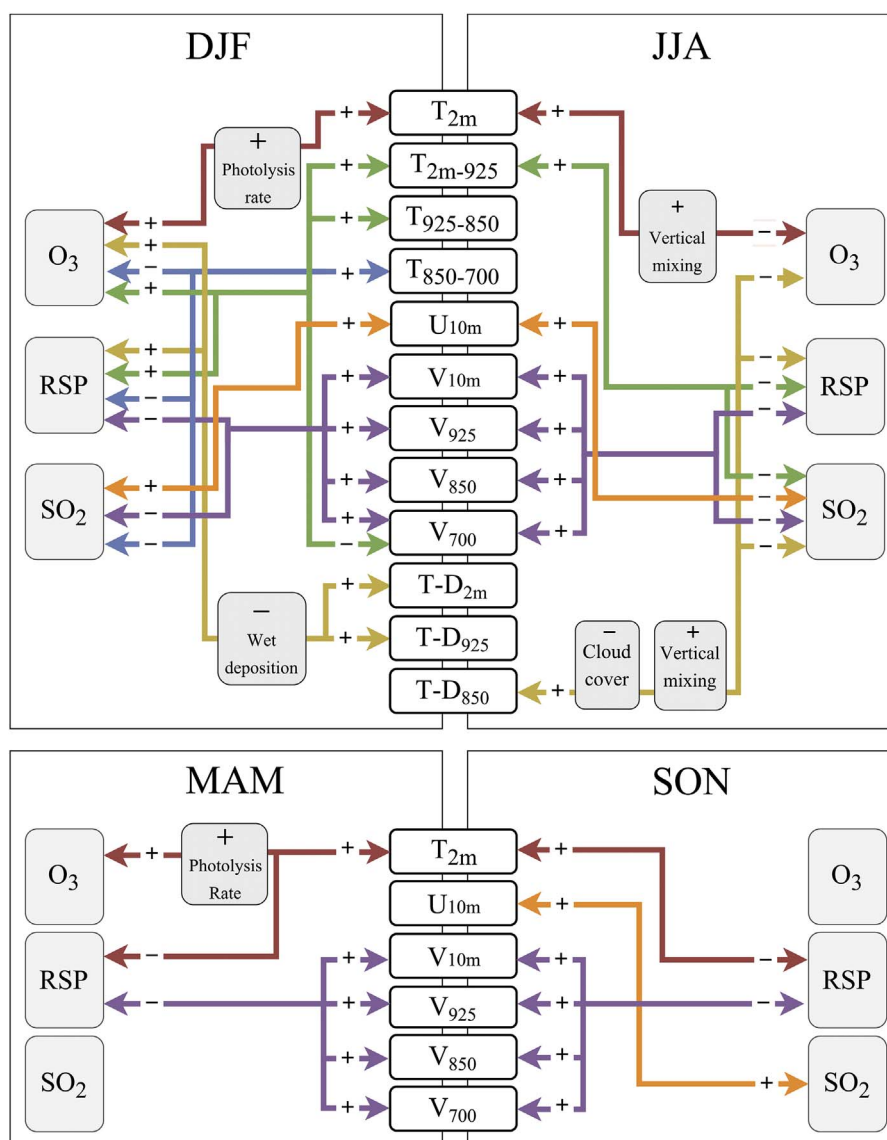 DJF
JJA
+ T2m +
+
Photolysis
rate
+ T2m-925 +
+ T925-850
+
Vertical
mixing
O3
+
+
−
+
+ T850-700
−
−
O3
+ U10m +
RSP
+
+
−
−
+ V10m +
−
−
−
RSP
+ V925
+ V850 +
SO2
+
−
−
+
− V700 +
−
−
−
−
SO2
+ T-D2m
−
Wet
deposition
+ T-D925
−
Cloud
cover
+
Vertical
mixing
T-D850 +
MAM
SON
O3
+
+
Photolysis
Rate
+ T2m +
O3
U10m +
RSP
−
−
+ V10m +
−
−
RSP
+ V925 +
SO2
+ V850 +
+
SO2
+ V700 +